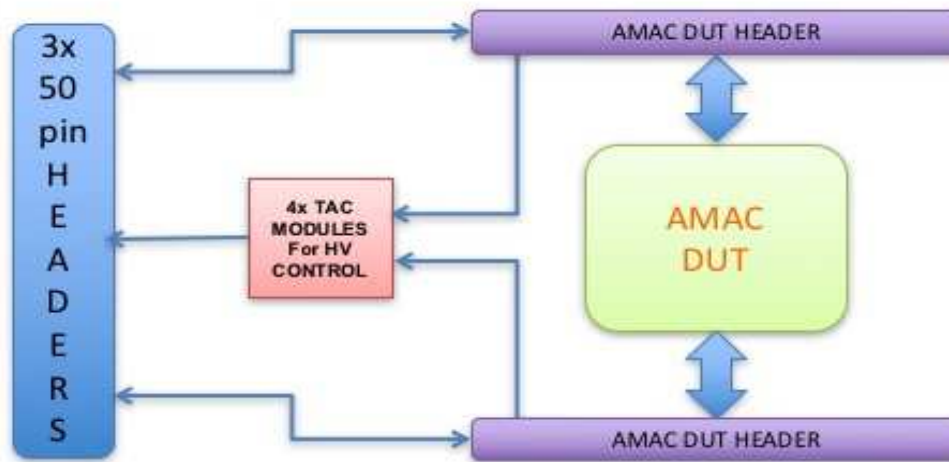 3x
50
pin
H
E
A
D
E
R
S
AMAC DUT HEADER
4x TAC
MODULES
For HV
CONTROL
AMAC
DUT
AMAC DUT HEADER